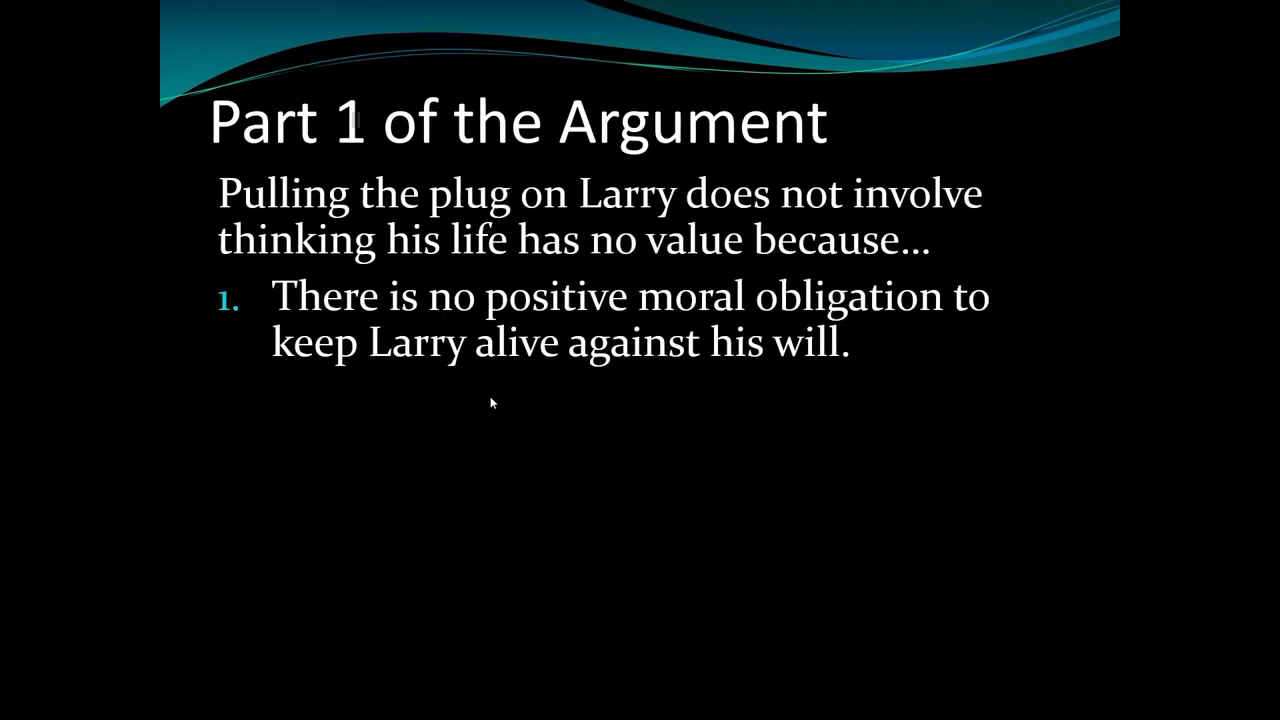 Part 1 of the Argument
Pulling the plug on Larry does not involve
thinking his life has no value because...
1. There is no positive moral obligation to
keep Larry alive against his will.